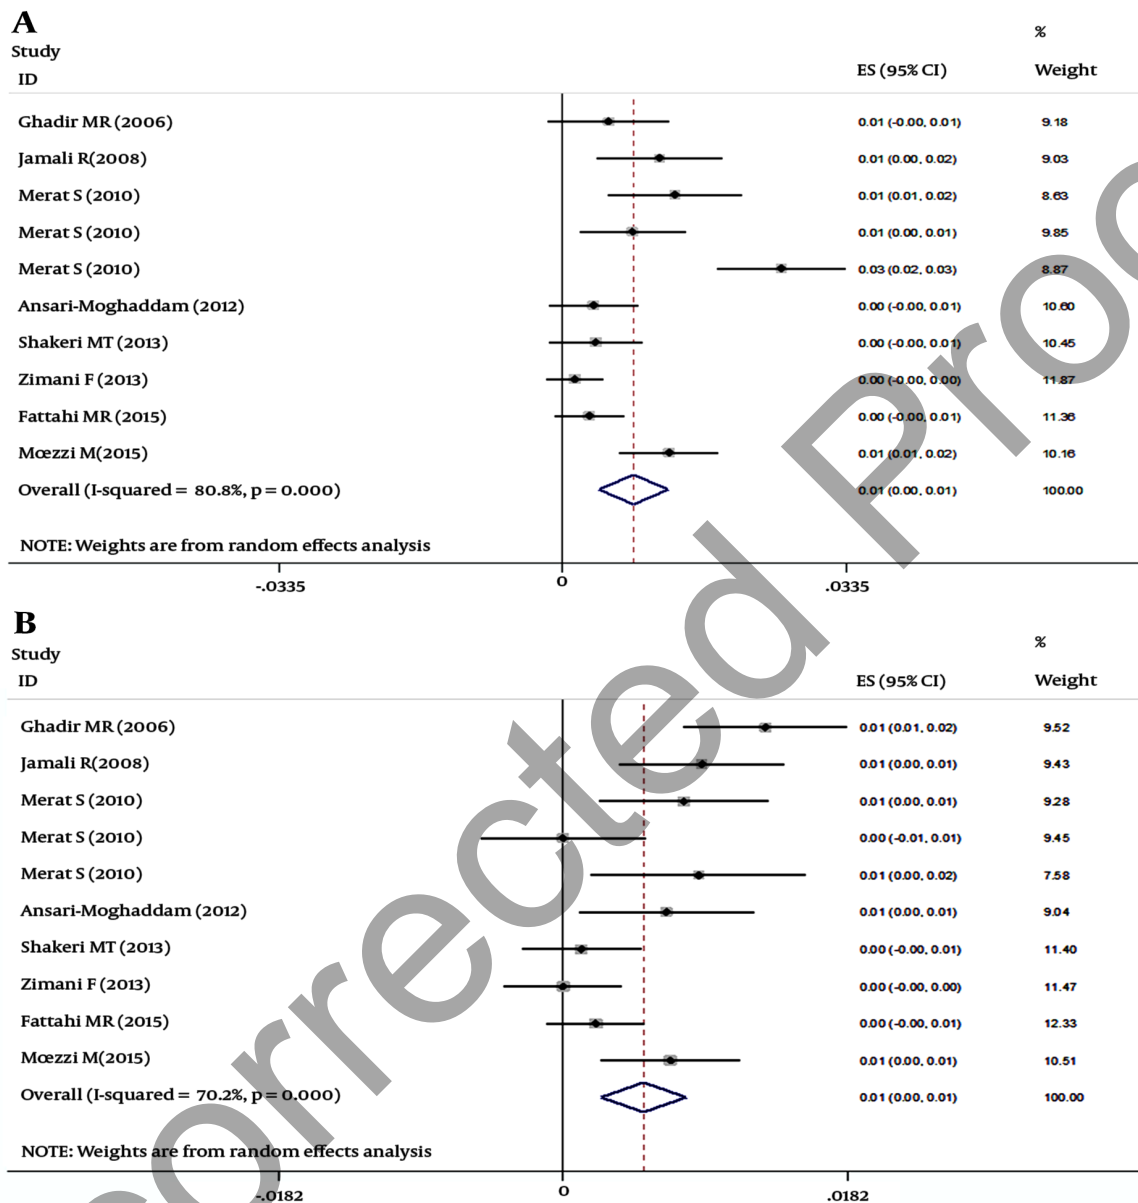 A
%
Study
ID ES (95% CI) Weight
Ghadir MR (2006) 0.01 (-0.00, 0.01) 9.18
Jamali R(2008) 0.01 (0.00, 0.02) 9.03
Merat S (2010) 0.01 (0.01, 0.02) 8.63
Merat S (2010) 0.01 (0.00, 0.01) 9.85
Merat S (2010) 0.03 (0.02, 0.03) 8.87
Ansari-Moghaddam (2012) 0.00 (-0.00, 0.01) 10.60
Shakeri MT (2013) 0.00 (-0.00, 0.01) 10.45
Zimani F (2013) 0.00 (-0.00, 0.00) 11.87
Fattahi MR (2015) 0.00 (-0.00, 0.01) 11.36
Mœzzi M(2015) 0.01 (0.01, 0.02) 10.16
Overall (I-squared = 80.8%, p = 0.000) 0.01 (0.00, 0.01) 100.00
NOTE: Weights are from random effects analysis
-.0335 0 .0335
B
%
Study
ID ES (95% CI) Weight
Ghadir MR (2006) 0.01 (0.01, 0.02) 9.52
Jamali R(2008) 0.01 (0.00, 0.01) 9.43
Merat S (2010) 0.01 (0.00, 0.01) 9.28
Merat S (2010) 0.00 (-0.01, 0.01) 9.45
Merat S (2010) 0.01 (0.00, 0.02) 7.58
Ansari-Moghaddam (2012) 0.01 (0.00, 0.01) 9.04
Shakeri MT (2013) 0.00 (-0.00, 0.01) 11.40
Zimani F (2013) 0.00 (-0.00, 0.00) 11.47
Fattahi MR (2015) 0.00 (-0.00, 0.01) 12.33
Mœzzi M(2015) 0.01 (0.00, 0.01) 10.51
Overall (I-squared = 70.2%, p = 0.000) 0.01 (0.00, 0.01) 100.00
NOTE: Weights are from random effects analysis
-.0182 0 .0182
corrected Proo